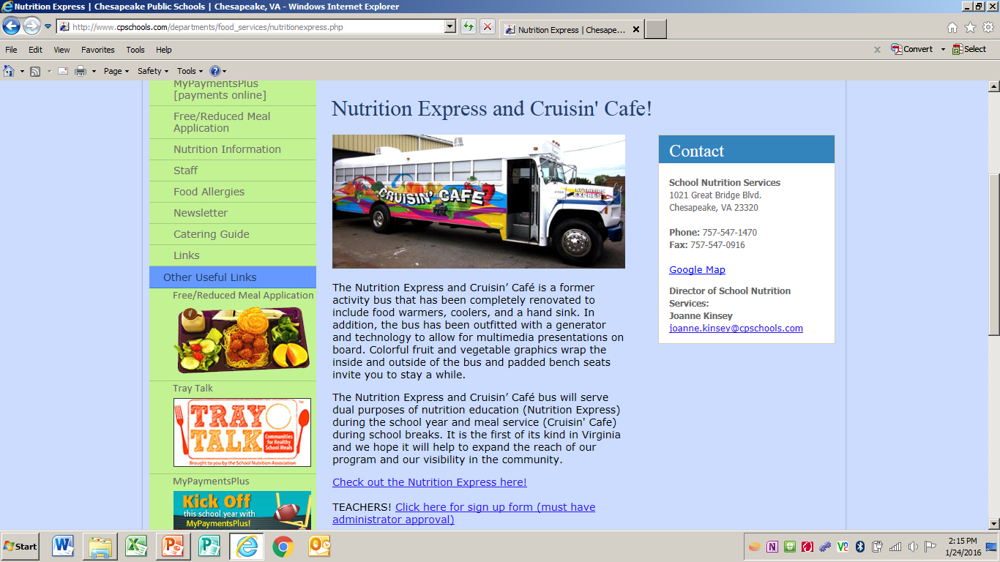 Nutrition Express | Chesapeake Public Schools | Chesapeake, VA - Windows Internet Explorer
http://www.cpschools.com/departments/food_services/nutritionexpress.php
Nutrition Express | Chesape...
File Edit View Favorites Tools Help
Convert Select
Page Safety Tools
MyPaymentsPlus
[payments online]
Free/Reduced Meal
Application
Nutrition Information
Staff
Food Allergies
Newsletter
Catering Guide
Links
Other Useful Links
Free/Reduced Meal Application
Tray Talk
TRAY
TALK
Communities
for Healthy
School Meals
Brought to you by the School Nutrition Association
MyPaymentsPlus
Kick Off
this school year with
MyPaymentsPlus!
Nutrition Express and Cruisin' Cafe!
CRUISIN' CAFE
NUTRITION
EXPRESS
The Nutrition Express and Cruisin’ Café is a former
activity bus that has been completely renovated to
include food warmers, coolers, and a hand sink. In
addition, the bus has been outfitted with a generator
and technology to allow for multimedia presentations on
board. Colorful fruit and vegetable graphics wrap the
inside and outside of the bus and padded bench seats
invite you to stay a while.
The Nutrition Express and Cruisin’ Café bus will serve
dual purposes of nutrition education (Nutrition Express)
during the school year and meal service (Cruisin' Cafe)
during school breaks. It is the first of its kind in Virginia
and we hope it will help to expand the reach of our
program and our visibility in the community.
Check out the Nutrition Express here!
TEACHERS! Click here for sign up form (must have
administrator approval)
Contact
School Nutrition Services
1021 Great Bridge Blvd.
Chesapeake, VA 23320
Phone: 757-547-1470
Fax: 757-547-0916
Google Map
Director of School Nutrition
Services:
Joanne Kinsey
joanne.kinsey@cpschools.com
Start
2:15 PM
1/24/2016